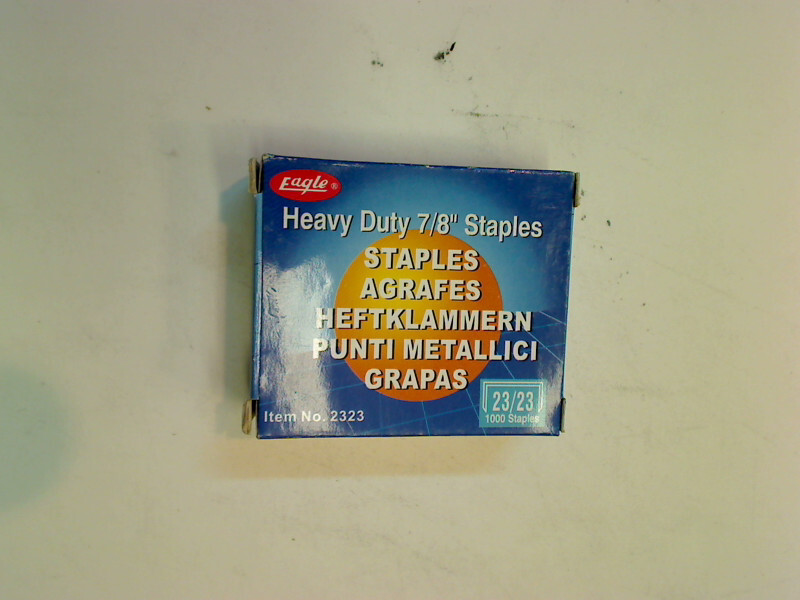 Eagle®
Heavy Duty 7/8" Staples
STAPLES
AGRAFES
HEFTKLAMMERN
PUNTI METALLICI
GRAPAS
23/23
1000 Staples
Item No. 2323